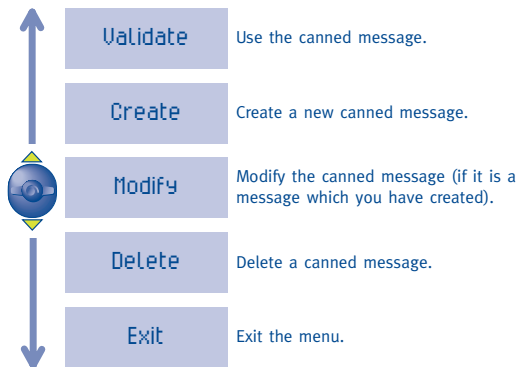 Validate
Use the canned message.
Create
Create a new canned message.
Modify
Modify the canned message (if it is a
message which you have created).
Delete
Delete a canned message.
Exit
Exit the menu.